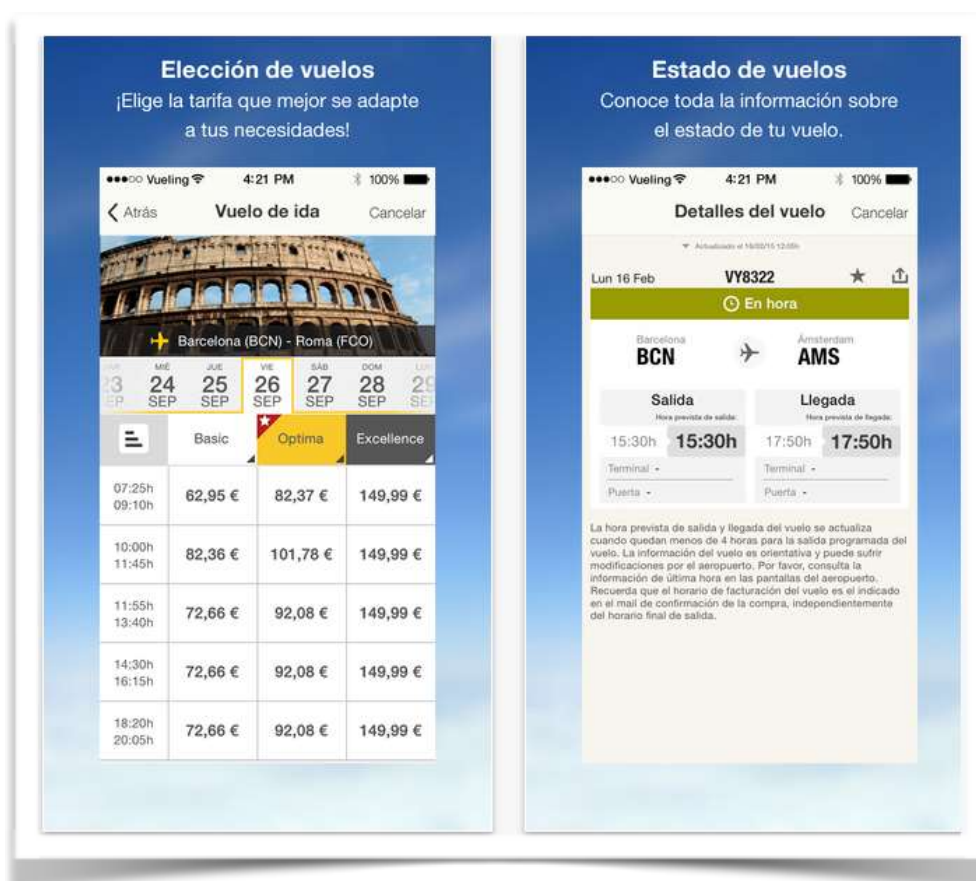 Elección de vuelos
¡Elige la tarifa que mejor se adapte
a tus necesidades!
Vueling 4:21 PM 100%
Atrás Vuelo de ida Cancelar
Barcelona (BCN) - Roma (FCO)
MIÉ JUE VIE SÁB DOM
23 24 25 26 27 28 29
SEP SEP SEP SEP SEP SEP SEP
Basic Optima Excellence
07:25h
09:10h
62,95 € 82,37 € 149,99 €
10:00h
11:45h
82,36 € 101,78 € 149,99 €
11:55h
13:40h
72,66 € 92,08 € 149,99 €
14:30h
16:15h
72,66 € 92,08 € 149,99 €
18:20h
20:05h
72,66 € 92,08 € 149,99 €
Estado de vuelos
Conoce toda la información sobre
el estado de tu vuelo.
Vueling 4:21 PM 100%
Detalles del vuelo Cancelar
Actualizado el 12:05h
Lun 16 Feb VY8322
En hora
Barcelona Ámsterdam
BCN AMS
Salida Llegada
Hora prevista de salida: Hora prevista de llegada:
15:30h 15:30h 17:50h 17:50h
Terminal - Terminal -
Puerta - Puerta -
La hora prevista de salida y llegada del vuelo se actualiza
cuando quedan menos de 4 horas para la salida programada del
vuelo. La información del vuelo es orientativa y puede sufrir
modificaciones por el aeropuerto. Por favor, consulta la
información de última hora en las pantallas del aeropuerto.
Recuerda que el horario de facturación del vuelo es el indicado
en el mail de confirmación de la compra, independientemente
del horario final de salida.